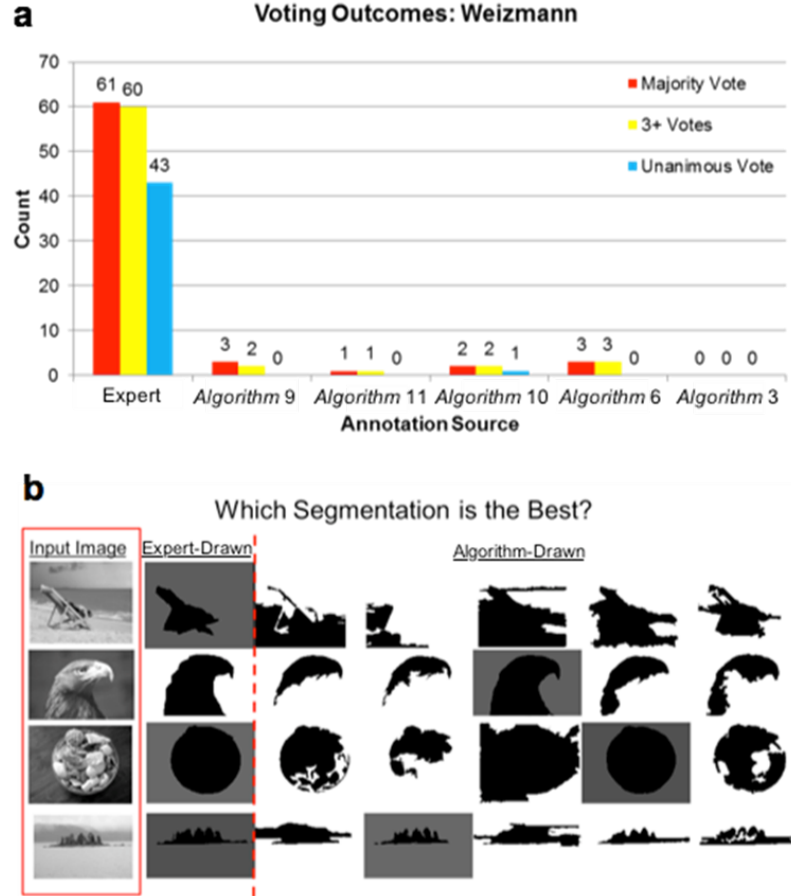 a
Voting Outcomes: Weizmann
70
60
50
40
30
20
10
0
Count
61 60
43
3 2 0
1 1 0
2 2 1
3 3 0
0 0 0
Majority Vote
3+ Votes
Unanimous Vote
Expert Algorithm 9 Algorithm 11 Algorithm 10 Algorithm 6 Algorithm 3
Annotation Source
b
Which Segmentation is the Best?
Input Image Expert-Drawn Algorithm-Drawn